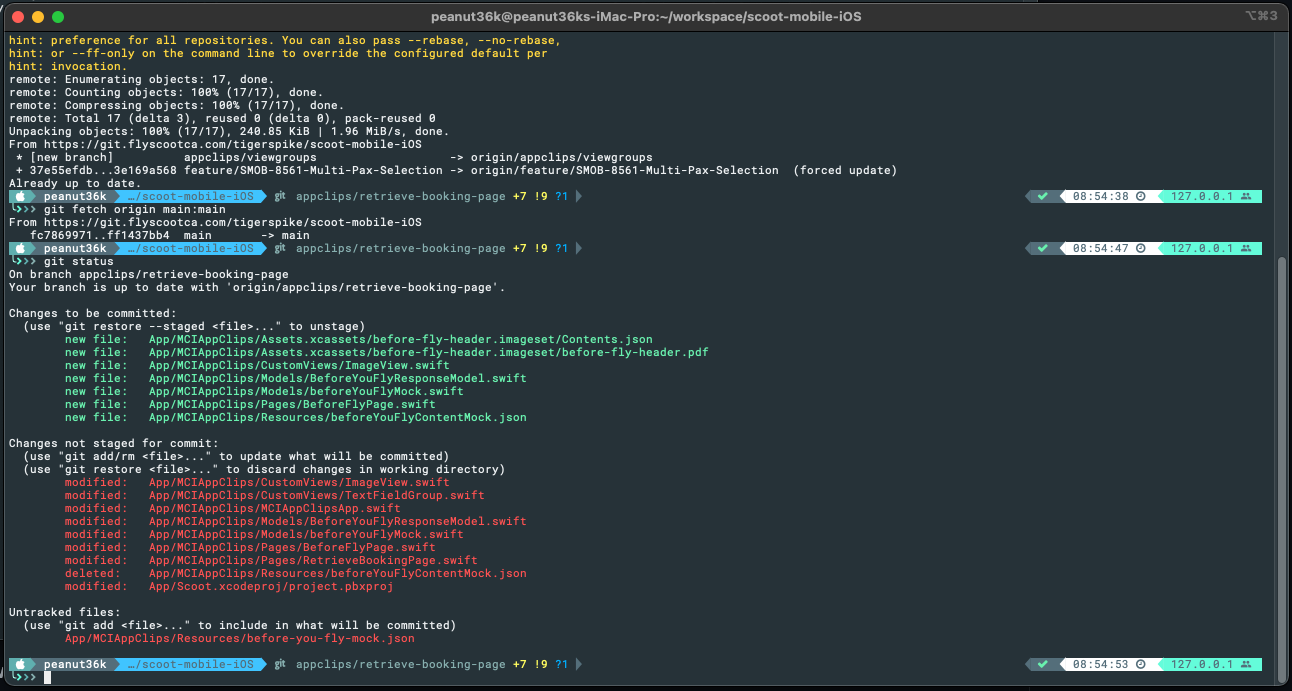 peanut36k@peanut36ks-iMac-Pro:~/workspace/scoot-mobile-iOS ⌥⌘3
hint: preference for all repositories. You can also pass --rebase, --no-rebase,
hint: or --ff-only on the command line to override the configured default per
hint: invocation.
remote: Enumerating objects: 17, done.
remote: Counting objects: 100% (17/17), done.
remote: Compressing objects: 100% (17/17), done.
remote: Total 17 (delta 3), reused 0 (delta 0), pack-reused 0
Unpacking objects: 100% (17/17), 240.85 KiB | 1.96 MiB/s, done.
From https://git.flyscootca.com/tigerspike/scoot-mobile-iOS
 * [new branch]          appclips/viewgroups                   -> origin/appclips/viewgroups
 + 37e55efdb...3e169a568 feature/SMOB-8561-Multi-Pax-Selection -> origin/feature/SMOB-8561-Multi-Pax-Selection  (forced update)
Already up to date.
peanut36k …/scoot-mobile-iOS git appclips/retrieve-booking-page +7 !9 ?1 ✔ 08:54:38 127.0.0.1
git fetch origin main:main
From https://git.flyscootca.com/tigerspike/scoot-mobile-iOS
   fc7869971..ff1437bb4  main       -> main
peanut36k …/scoot-mobile-iOS git appclips/retrieve-booking-page +7 !9 ?1 ✔ 08:54:47 127.0.0.1
git status
On branch appclips/retrieve-booking-page
Your branch is up to date with 'origin/appclips/retrieve-booking-page'.
Changes to be committed:
  (use "git restore --staged <file>..." to unstage)
        new file:   App/MCIAppClips/Assets.xcassets/before-fly-header.imageset/Contents.json
        new file:   App/MCIAppClips/Assets.xcassets/before-fly-header.imageset/before-fly-header.pdf
        new file:   App/MCIAppClips/CustomViews/ImageView.swift
        new file:   App/MCIAppClips/Models/BeforeYouFlyResponseModel.swift
        new file:   App/MCIAppClips/Models/beforeYouFlyMock.swift
        new file:   App/MCIAppClips/Pages/BeforeFlyPage.swift
        new file:   App/MCIAppClips/Resources/beforeYouFlyContentMock.json
Changes not staged for commit:
  (use "git add/rm <file>..." to update what will be committed)
  (use "git restore <file>..." to discard changes in working directory)
        modified:   App/MCIAppClips/CustomViews/ImageView.swift
        modified:   App/MCIAppClips/CustomViews/TextFieldGroup.swift
        modified:   App/MCIAppClips/MCIAppClipsApp.swift
        modified:   App/MCIAppClips/Models/BeforeYouFlyResponseModel.swift
        modified:   App/MCIAppClips/Models/beforeYouFlyMock.swift
        modified:   App/MCIAppClips/Pages/BeforeFlyPage.swift
        modified:   App/MCIAppClips/Pages/RetrieveBookingPage.swift
        deleted:    App/MCIAppClips/Resources/beforeYouFlyContentMock.json
        modified:   App/Scoot.xcodeproj/project.pbxproj
Untracked files:
  (use "git add <file>..." to include in what will be committed)
        App/MCIAppClips/Resources/before-you-fly-mock.json
peanut36k …/scoot-mobile-iOS git appclips/retrieve-booking-page +7 !9 ?1 ✔ 08:54:53 127.0.0.1